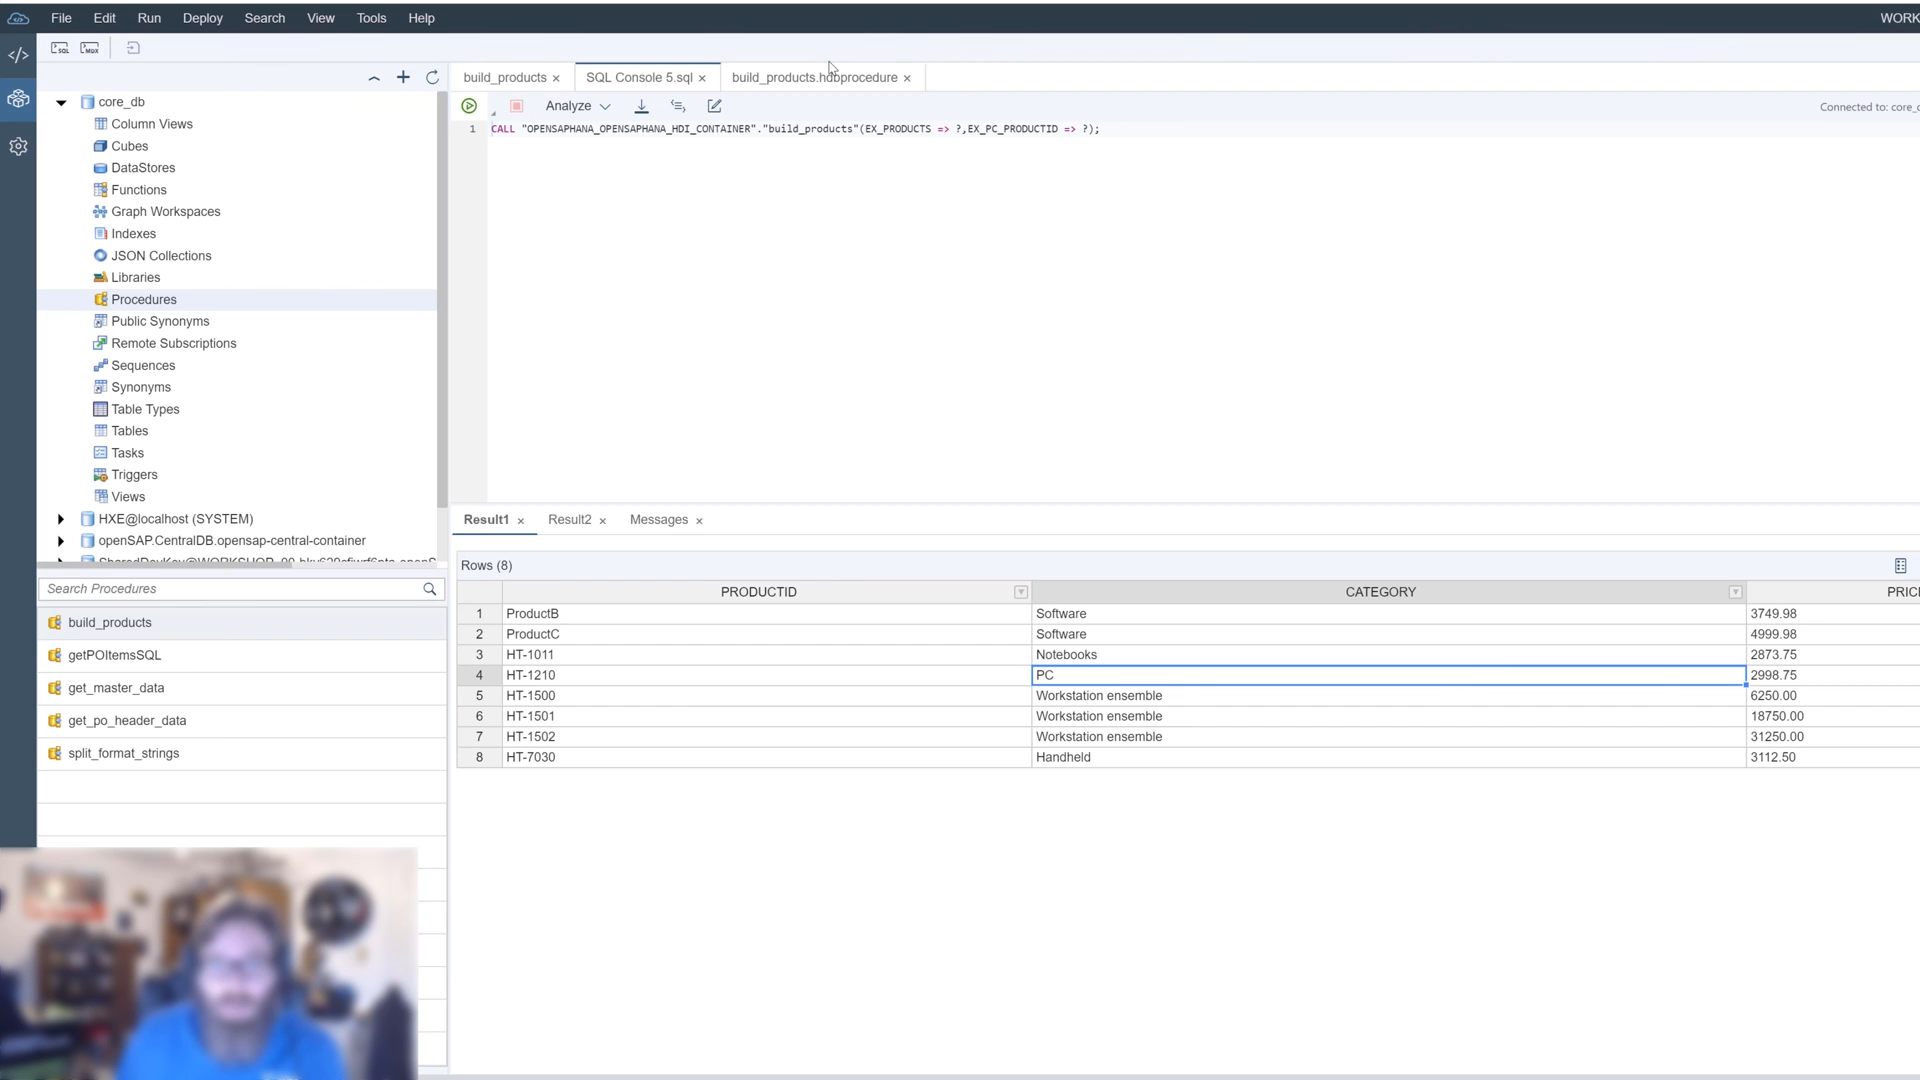 File Edit Run Deploy Search View Tools Help WORK
build_products × SQL Console 5.sql × build_products.hdbprocedure ×
Analyze Connected to: core_
1 CALL "OPENSAPHANA_OPENSAPHANA_HDI_CONTAINER"."build_products"(EX_PRODUCTS => ?,EX_PC_PRODUCTID => ?);
core_db
Column Views
Cubes
DataStores
Functions
Graph Workspaces
Indexes
JSON Collections
Libraries
Procedures
Public Synonyms
Remote Subscriptions
Sequences
Synonyms
Table Types
Tables
Tasks
Triggers
Views
HXE@localhost (SYSTEM)
openSAP.CentralDB.opensap-central-container
Search Procedures
build_products
getPOItemsSQL
get_master_data
get_po_header_data
split_format_strings
Result1 × Result2 × Messages ×
Rows (8)
PRODUCTID CATEGORY PRIC
1 ProductB Software 3749.98
2 ProductC Software 4999.98
3 HT-1011 Notebooks 2873.75
4 HT-1210 PC 2998.75
5 HT-1500 Workstation ensemble 6250.00
6 HT-1501 Workstation ensemble 18750.00
7 HT-1502 Workstation ensemble 31250.00
8 HT-7030 Handheld 3112.50